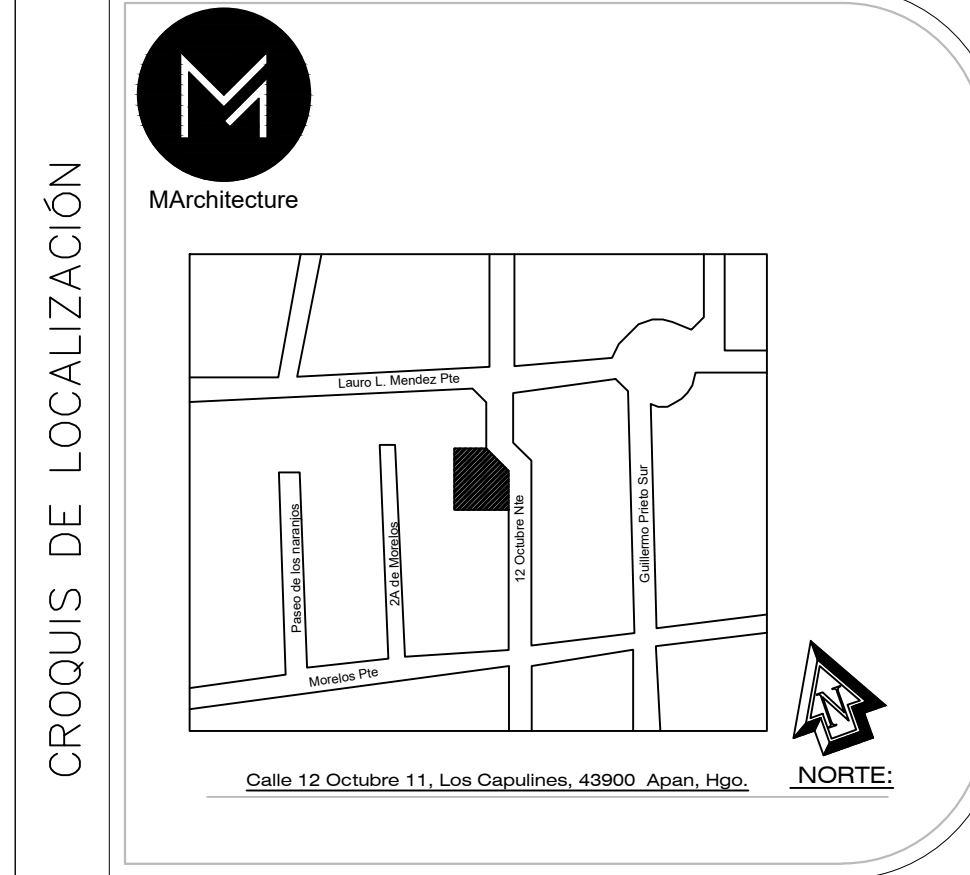 CROQUIS DE LOCALIZACIÓN
MArchitecture
Lauro L. Mendez Pte
Paseo de los naranjos
2A de Morelos
12 Octubre Nte
Guillermo Prieto Sur
Morelos Pte
N
Calle 12 Octubre 11, Los Capulines, 43900 Apan, Hgo.
NORTE: